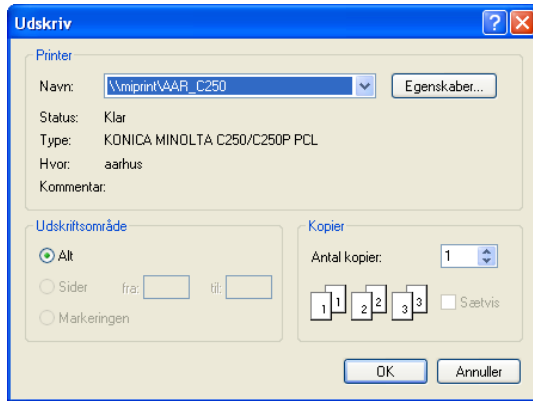 Udskriv
Printer
Navn: \\miprint\AAR_C250 Egenskaber...
Status: Klar
Type: KONICA MINOLTA C250/C250P PCL
Hvor: aarhus
Kommentar:
Udskriftsområde
Alt
Sider fra: til:
Markeringen
Kopier
Antal kopier: 1
1 1 2 2 3 3 Sætvis
OK Annuller